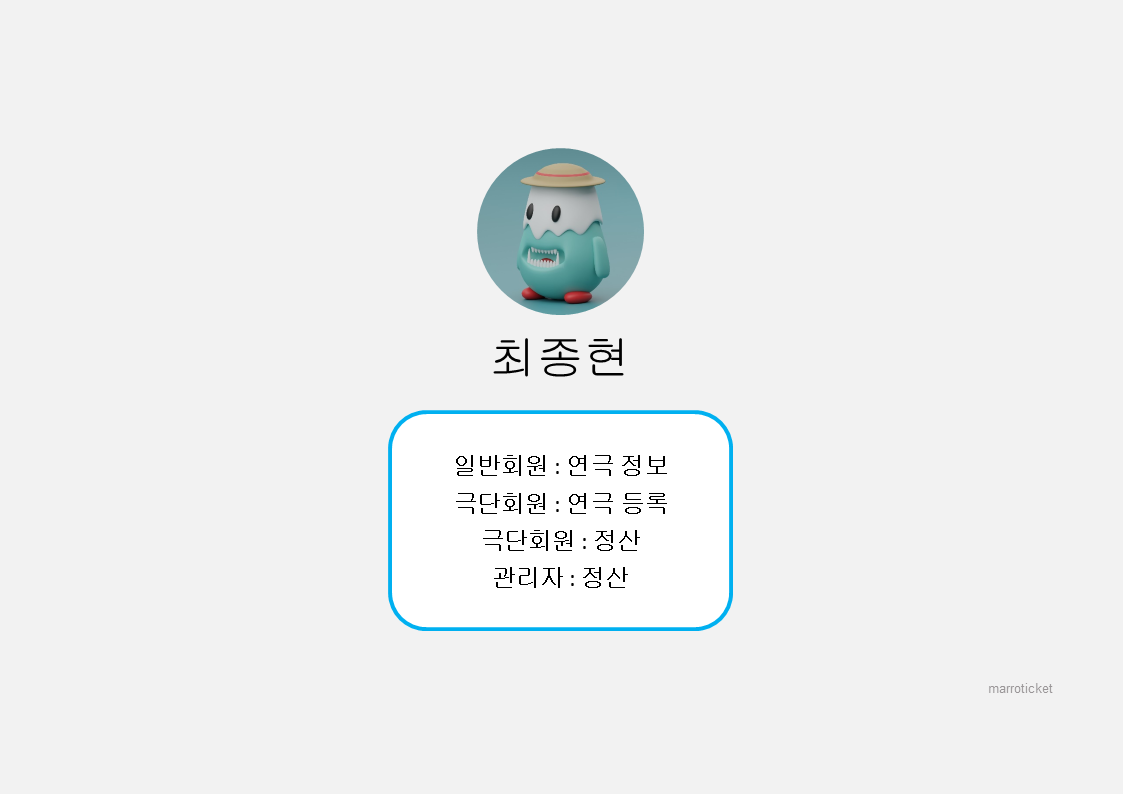 최종현
일반회원 : 연극 정보
극단회원 : 연극 등록
극단회원 : 정산
관리자 : 정산
marroticket